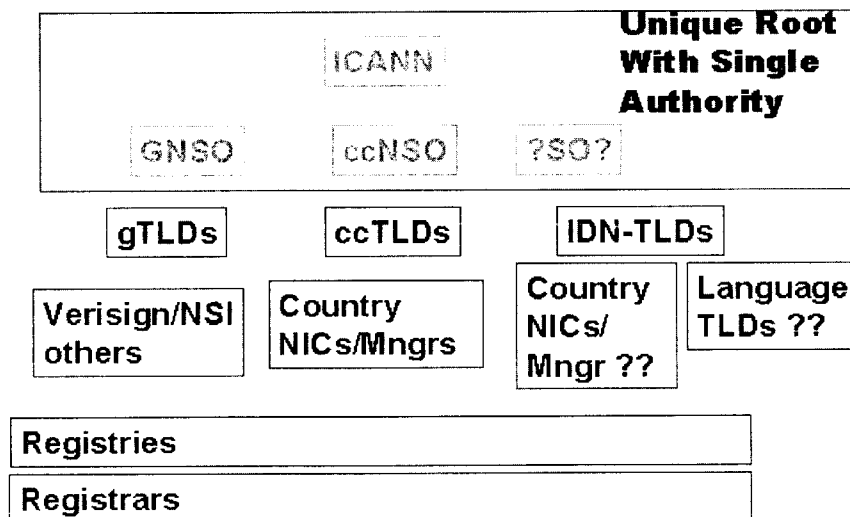 Unique Root
With Single
Authority
ICANN
GNSO
ccNSO
?SO?
gTLDs
ccTLDs
IDN-TLDs
Verisign/NSI
others
Country
NICs/Mngrs
Country
NICs/
Mngr ??
Language
TLDs ??
Registries
Registrars